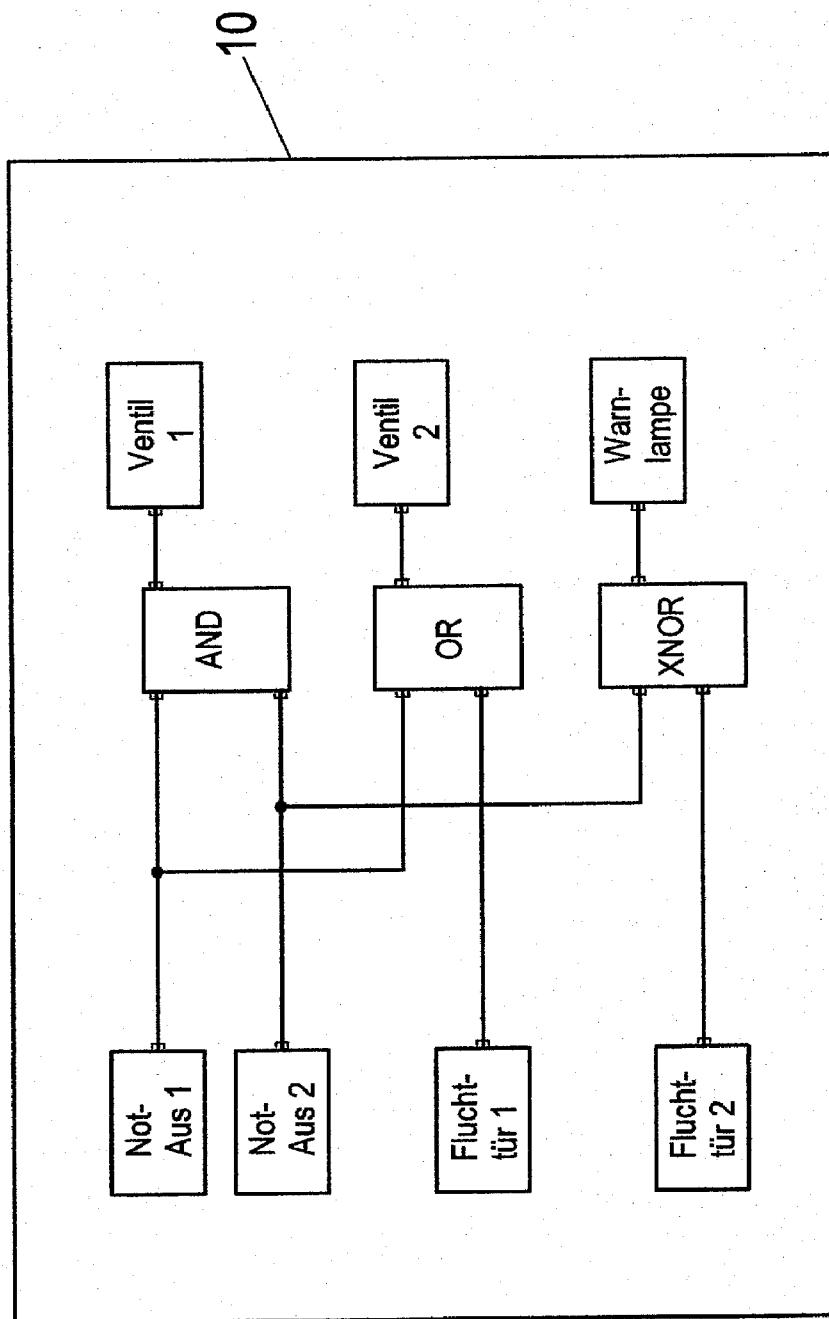 10
Not-
Aus 1
Not-
Aus 2
Flucht-
tür 1
Flucht-
tür 2
AND
OR
XNOR
Ventil
1
Ventil
2
Warn-
lampe